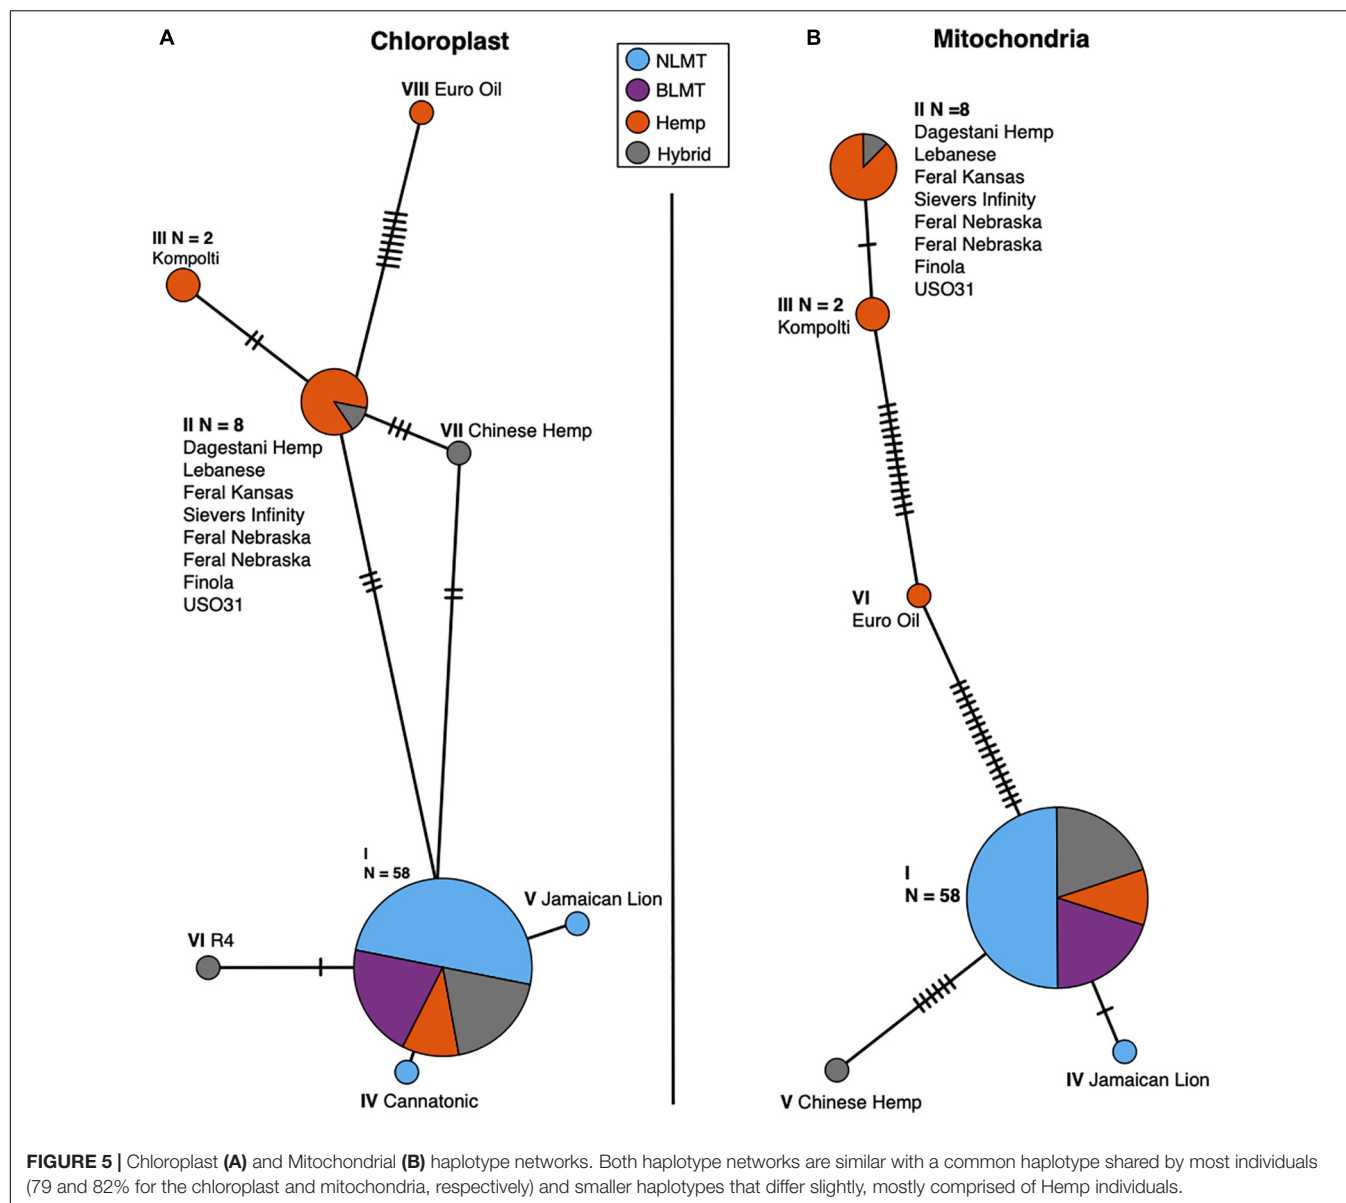 A
Chloroplast
VIII Euro Oil
III N = 2
Kompolti
II N = 8
Dagestani Hemp
Lebanese
Feral Kansas
Sievers Infinity
Feral Nebraska
Feral Nebraska
Finola
USO31
VII Chinese Hemp
I
N = 58
V Jamaican Lion
VI R4
IV Cannatonic
NLMT
BLMT
Hemp
Hybrid
B
Mitochondria
II N =8
Dagestani Hemp
Lebanese
Feral Kansas
Sievers Infinity
Feral Nebraska
Feral Nebraska
Finola
USO31
III N = 2
Kompolti
VI
Euro Oil
I
N = 58
IV Jamaican Lion
V Chinese Hemp
FIGURE 5 | Chloroplast (A) and Mitochondrial (B) haplotype networks. Both haplotype networks are similar with a common haplotype shared by most individuals
(79 and 82% for the chloroplast and mitochondria, respectively) and smaller haplotypes that differ slightly, mostly comprised of Hemp individuals.